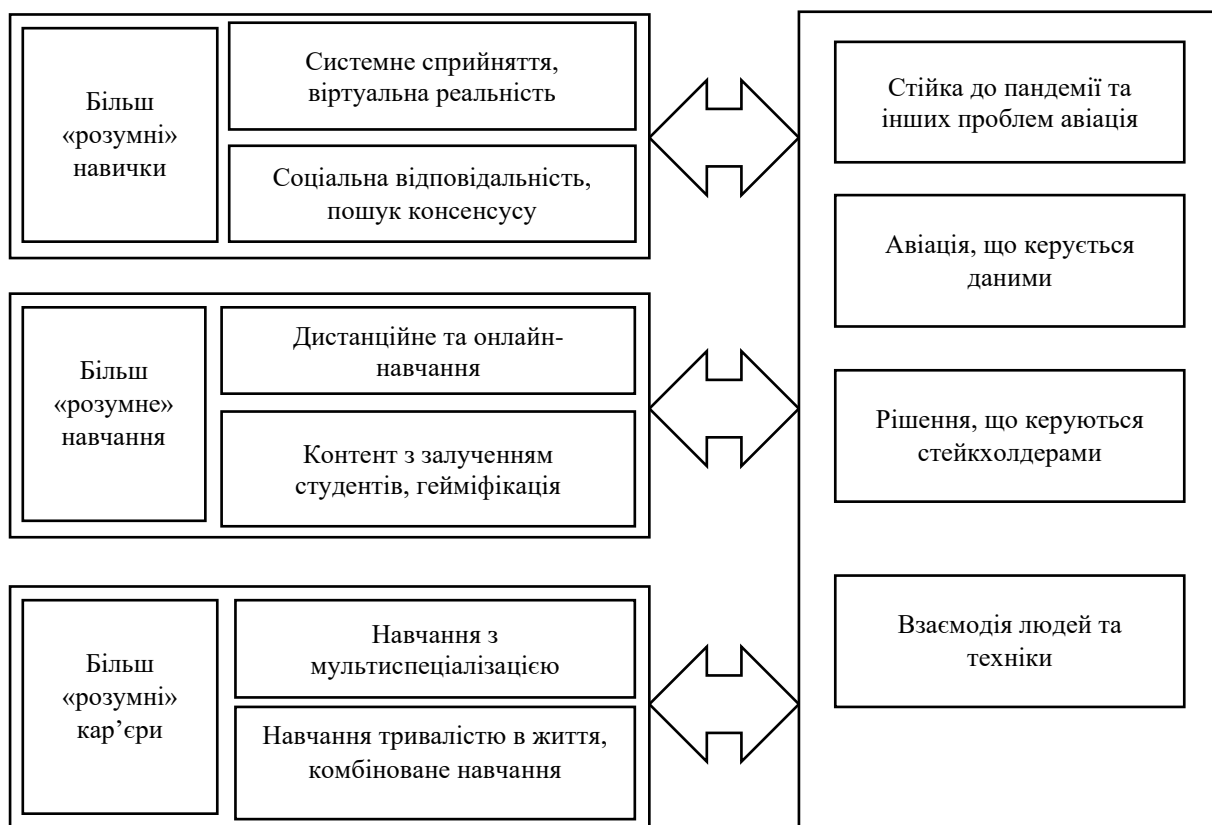 Більш
«розумні»
навички
Системне сприйняття,
віртуальна реальність
Соціальна відповідальність,
пошук консенсусу
Більш
«розумне»
навчання
Дистанційне та онлайн-
навчання
Контент з залученням
студентів, гейміфікація
Більш
«розумні»
кар’єри
Навчання з
мультиспеціалізацією
Навчання тривалістю в життя,
комбіноване навчання
Стійка до пандемії та
інших проблем авіація
Авіація, що керується
даними
Рішення, що керуються
стейкхолдерами
Взаємодія людей та
техніки